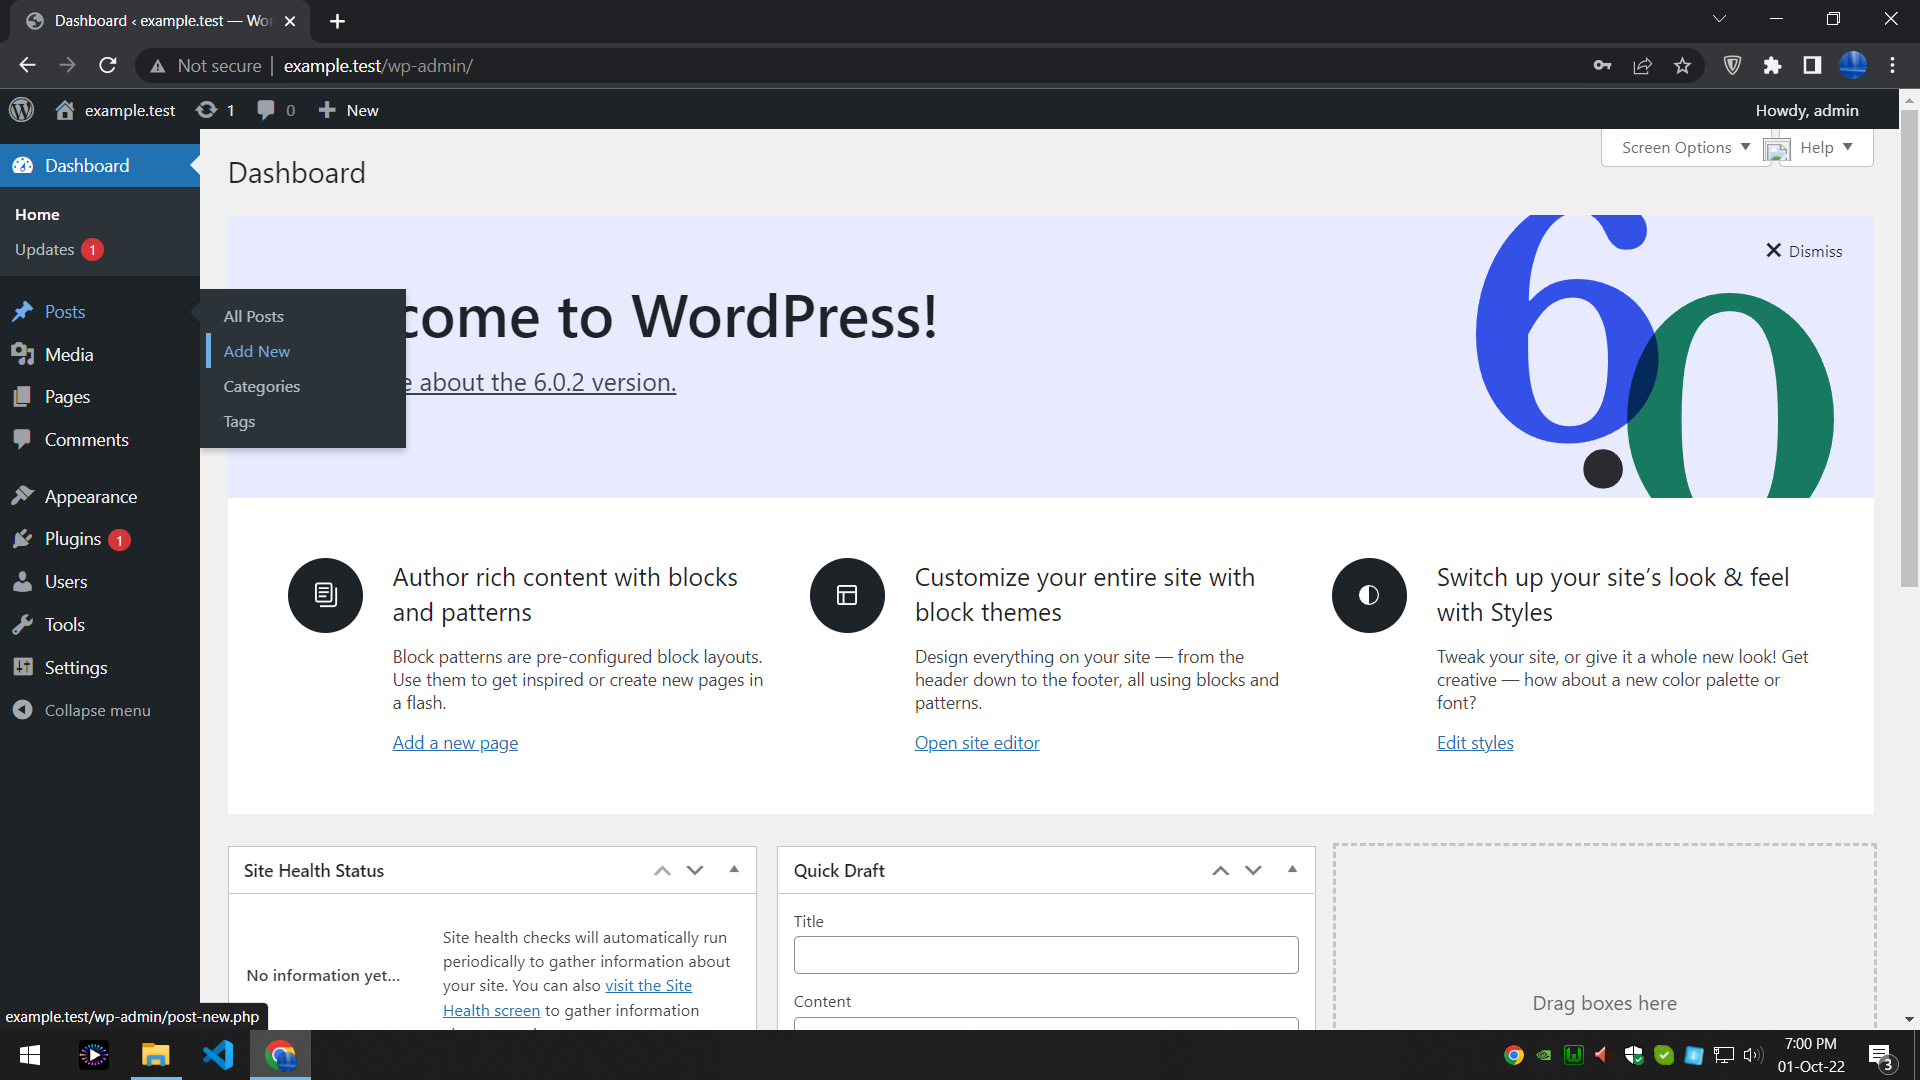 Dashboard ‹ example.test — Wor
Not secure | example.test/wp-admin/
example.test 1 0 New
Howdy, admin
Screen Options Help
Dashboard
Home
Updates 1
Posts
Media
Pages
Comments
Appearance
Plugins 1
Users
Tools
Settings
Collapse menu
All Posts
Add New
Categories
Tags
Dashboard
Dismiss
come to WordPress!
e about the 6.0.2 version.
6.0
Author rich content with blocks
and patterns
Block patterns are pre-configured block layouts.
Use them to get inspired or create new pages in
a flash.
Add a new page
Customize your entire site with
block themes
Design everything on your site — from the
header down to the footer, all using blocks and
patterns.
Open site editor
Switch up your site’s look & feel
with Styles
Tweak your site, or give it a whole new look! Get
creative — how about a new color palette or
font?
Edit styles
Site Health Status
No information yet...
Site health checks will automatically run
periodically to gather information about
your site. You can also visit the Site
Health screen to gather information
Quick Draft
Title
Content
Drag boxes here
example.test/wp-admin/post-new.php
7:00 PM
01-Oct-22
3